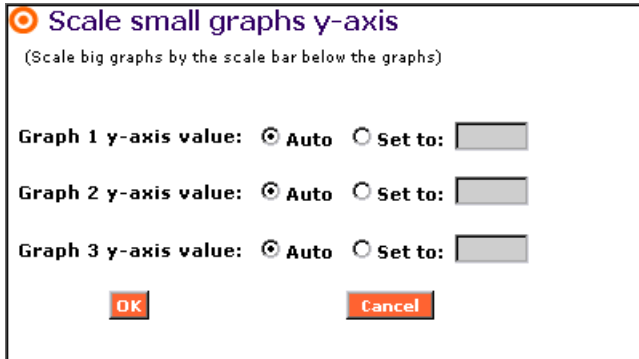 Scale small graphs y-axis
(Scale big graphs by the scale bar below the graphs)
Graph 1 y-axis value: Auto Set to:
Graph 2 y-axis value: Auto Set to:
Graph 3 y-axis value: Auto Set to:
OK Cancel